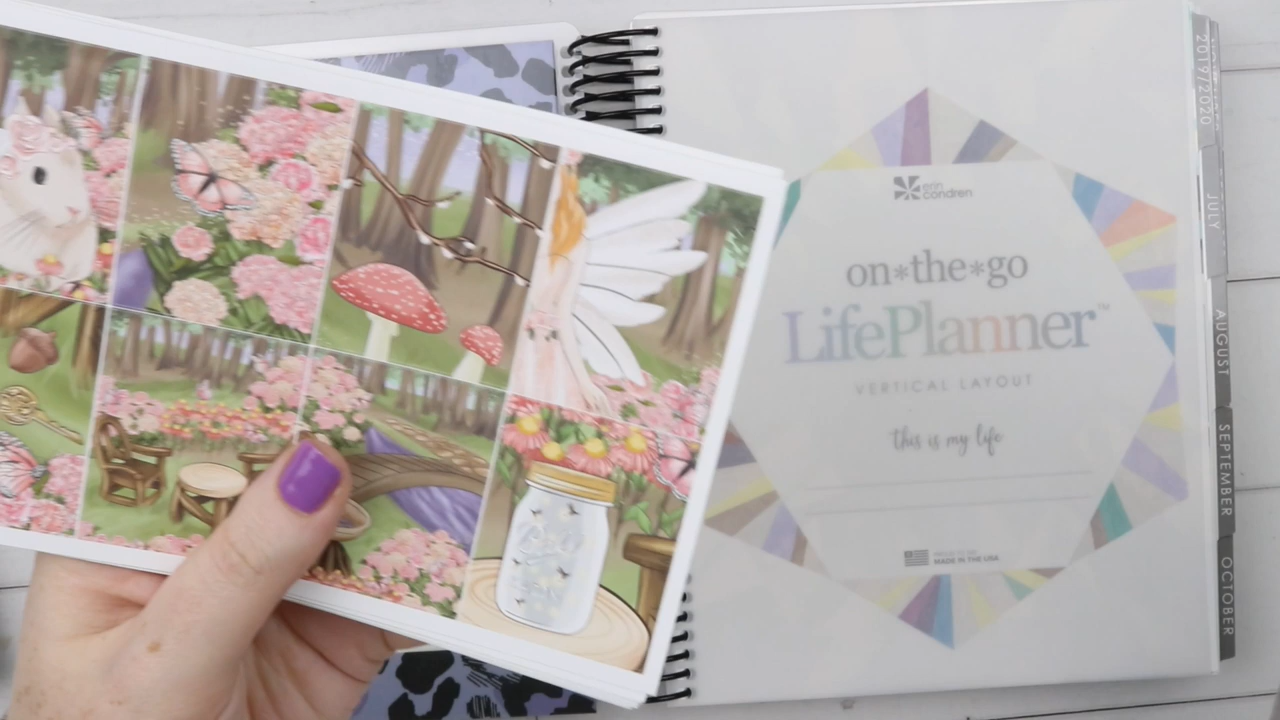 erin
condren
on*the*go
LifePlanner™
VERTICAL LAYOUT
this is my life
MADE IN THE USA
2019/2020
JULY
AUGUST
SEPTEMBER
OCTOBER